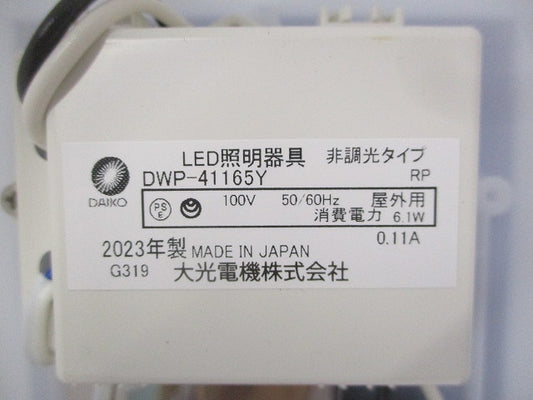 LED照明器具 非調光タイプ
DAIKO
DWP-41165Y RP
PS E 100V 50/60Hz 屋外用
消費電力 6.1W
0.11A
2023年製 MADE IN JAPAN
G319 大光電機株式会社